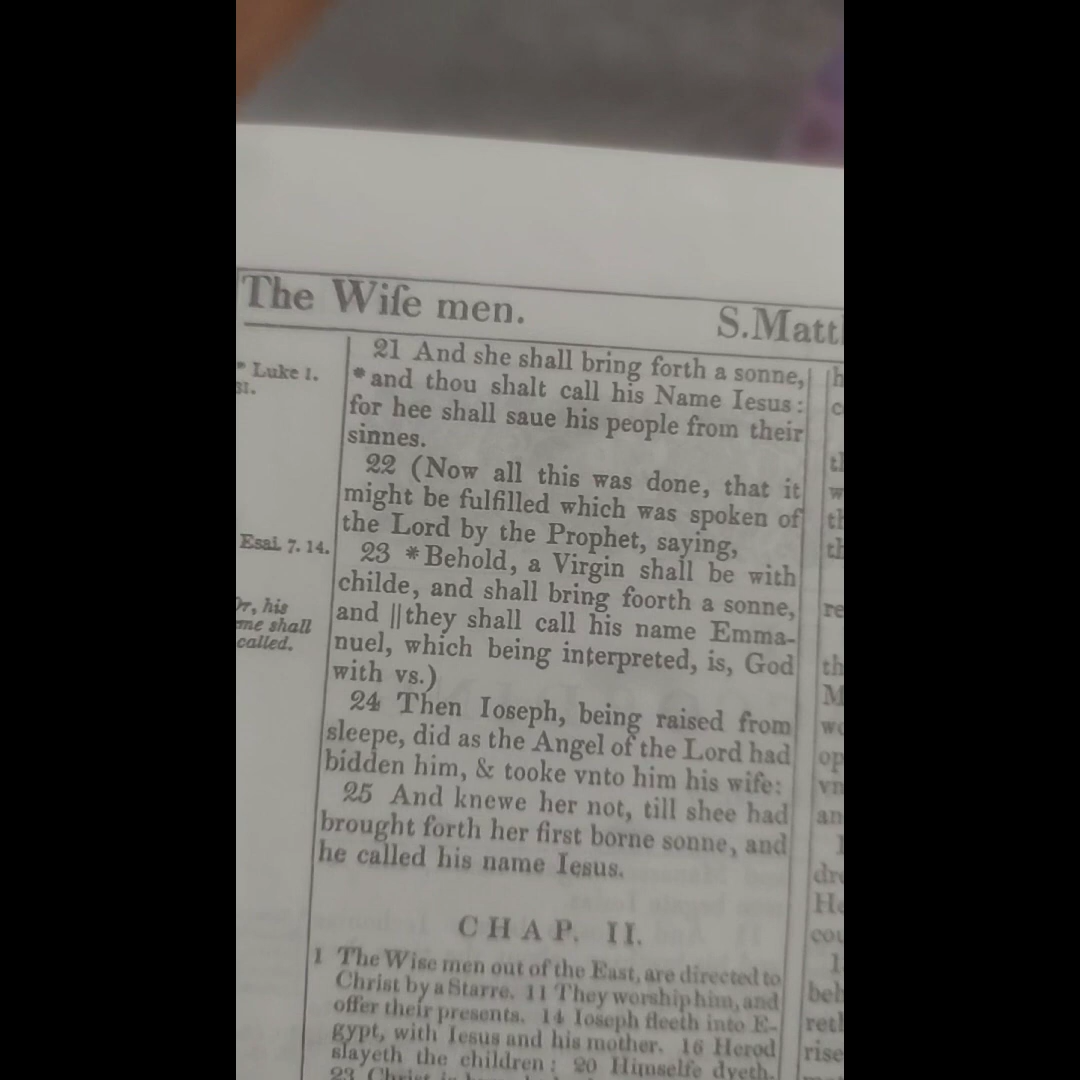 The Wiſe men.
S.Matt
* Luke 1.
31.
21 And she shall bring forth a sonne,
*and thou shalt call his Name Iesus:
for hee shall saue his people from their
sinnes.
22 (Now all this was done, that it
might be fulfilled which was spoken of
the Lord by the Prophet, saying,
Esai. 7. 14.
23 *Behold, a Virgin shall be with
childe, and shall bring foorth a sonne,
and ||they shall call his name Emma-
nuel, which being interpreted, is, God
with vs.)
Or, his
me shall
called.
24 Then Ioseph, being raised from
sleepe, did as the Angel of the Lord had
bidden him, & tooke vnto him his wife:
25 And knewe her not, till shee had
brought forth her first borne sonne, and
he called his name Iesus.
CHAP. II.
1 The Wise men out of the East, are directed to
Christ by a Starre. 11 They worship him, and
offer their presents. 14 Ioseph fleeth into E-
gypt, with Iesus and his mother. 16 Herod
slayeth the children: 20 Himselfe dyeth.
23 Christ is